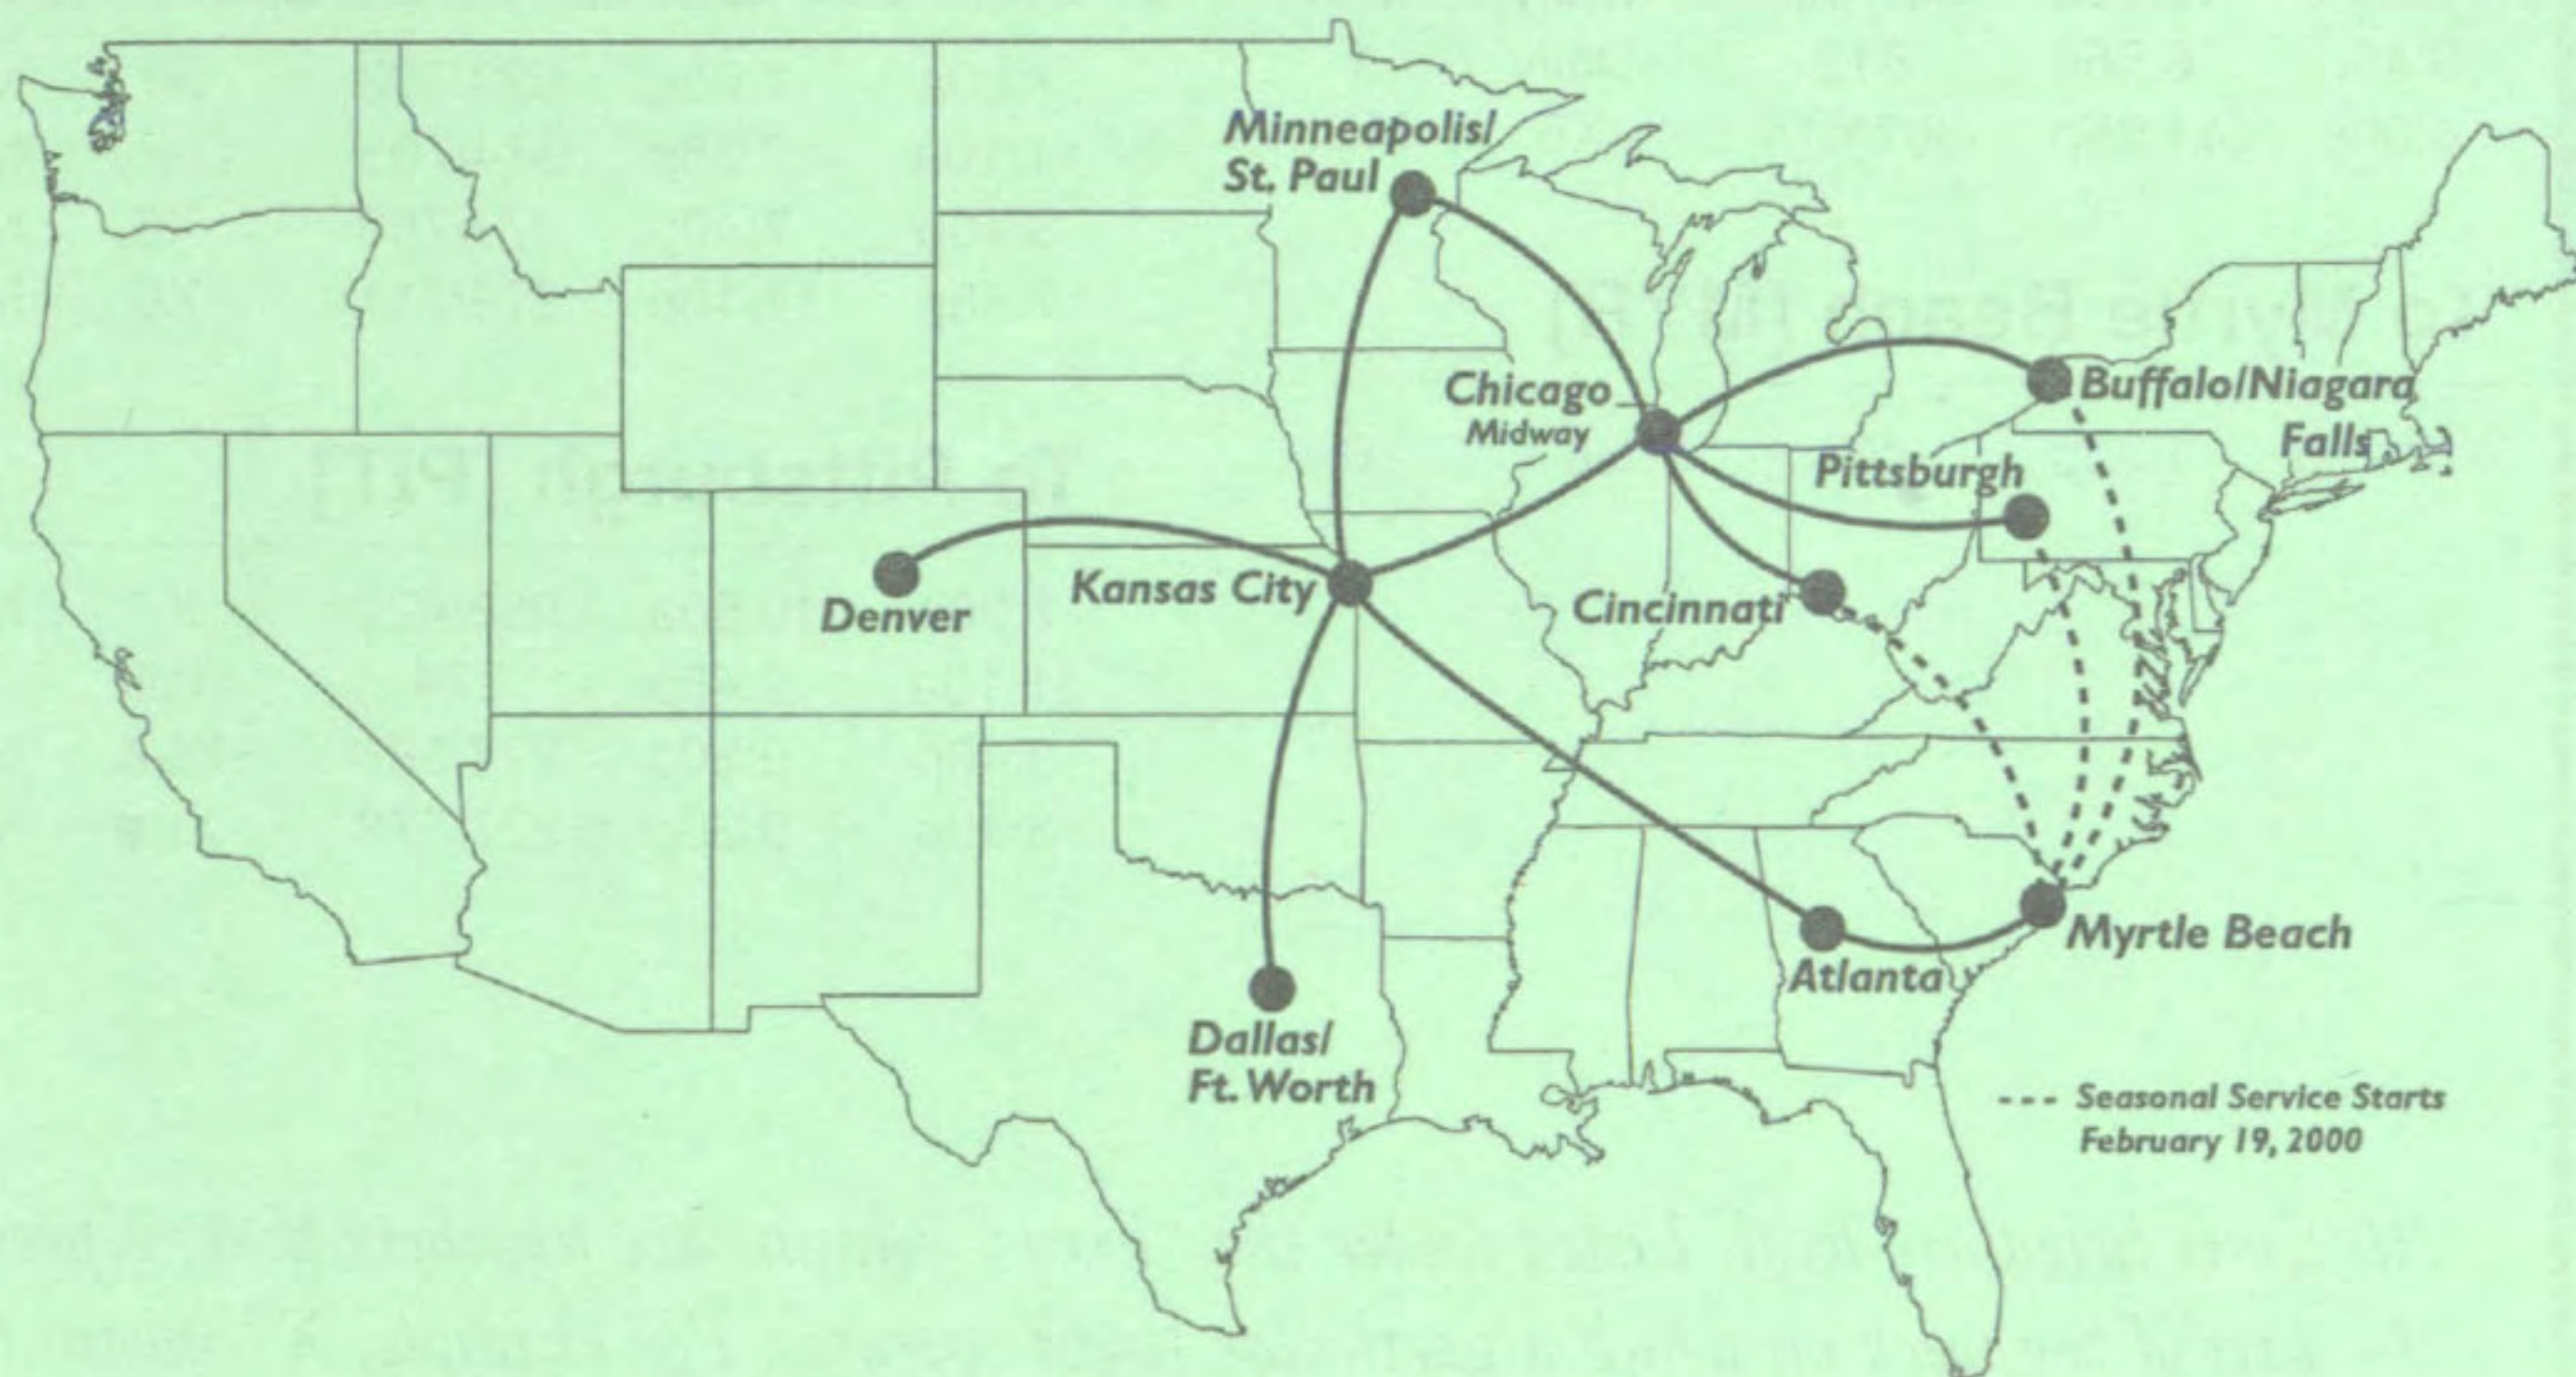 Minneapolis/
St. Paul
Chicago
Midway
Buffalo/Niagara
Falls
Pittsburgh
Denver
Kansas City
Cincinnati
Myrtle Beach
Atlanta
Dallas/
Ft. Worth
--- Seasonal Service Starts
February 19, 2000